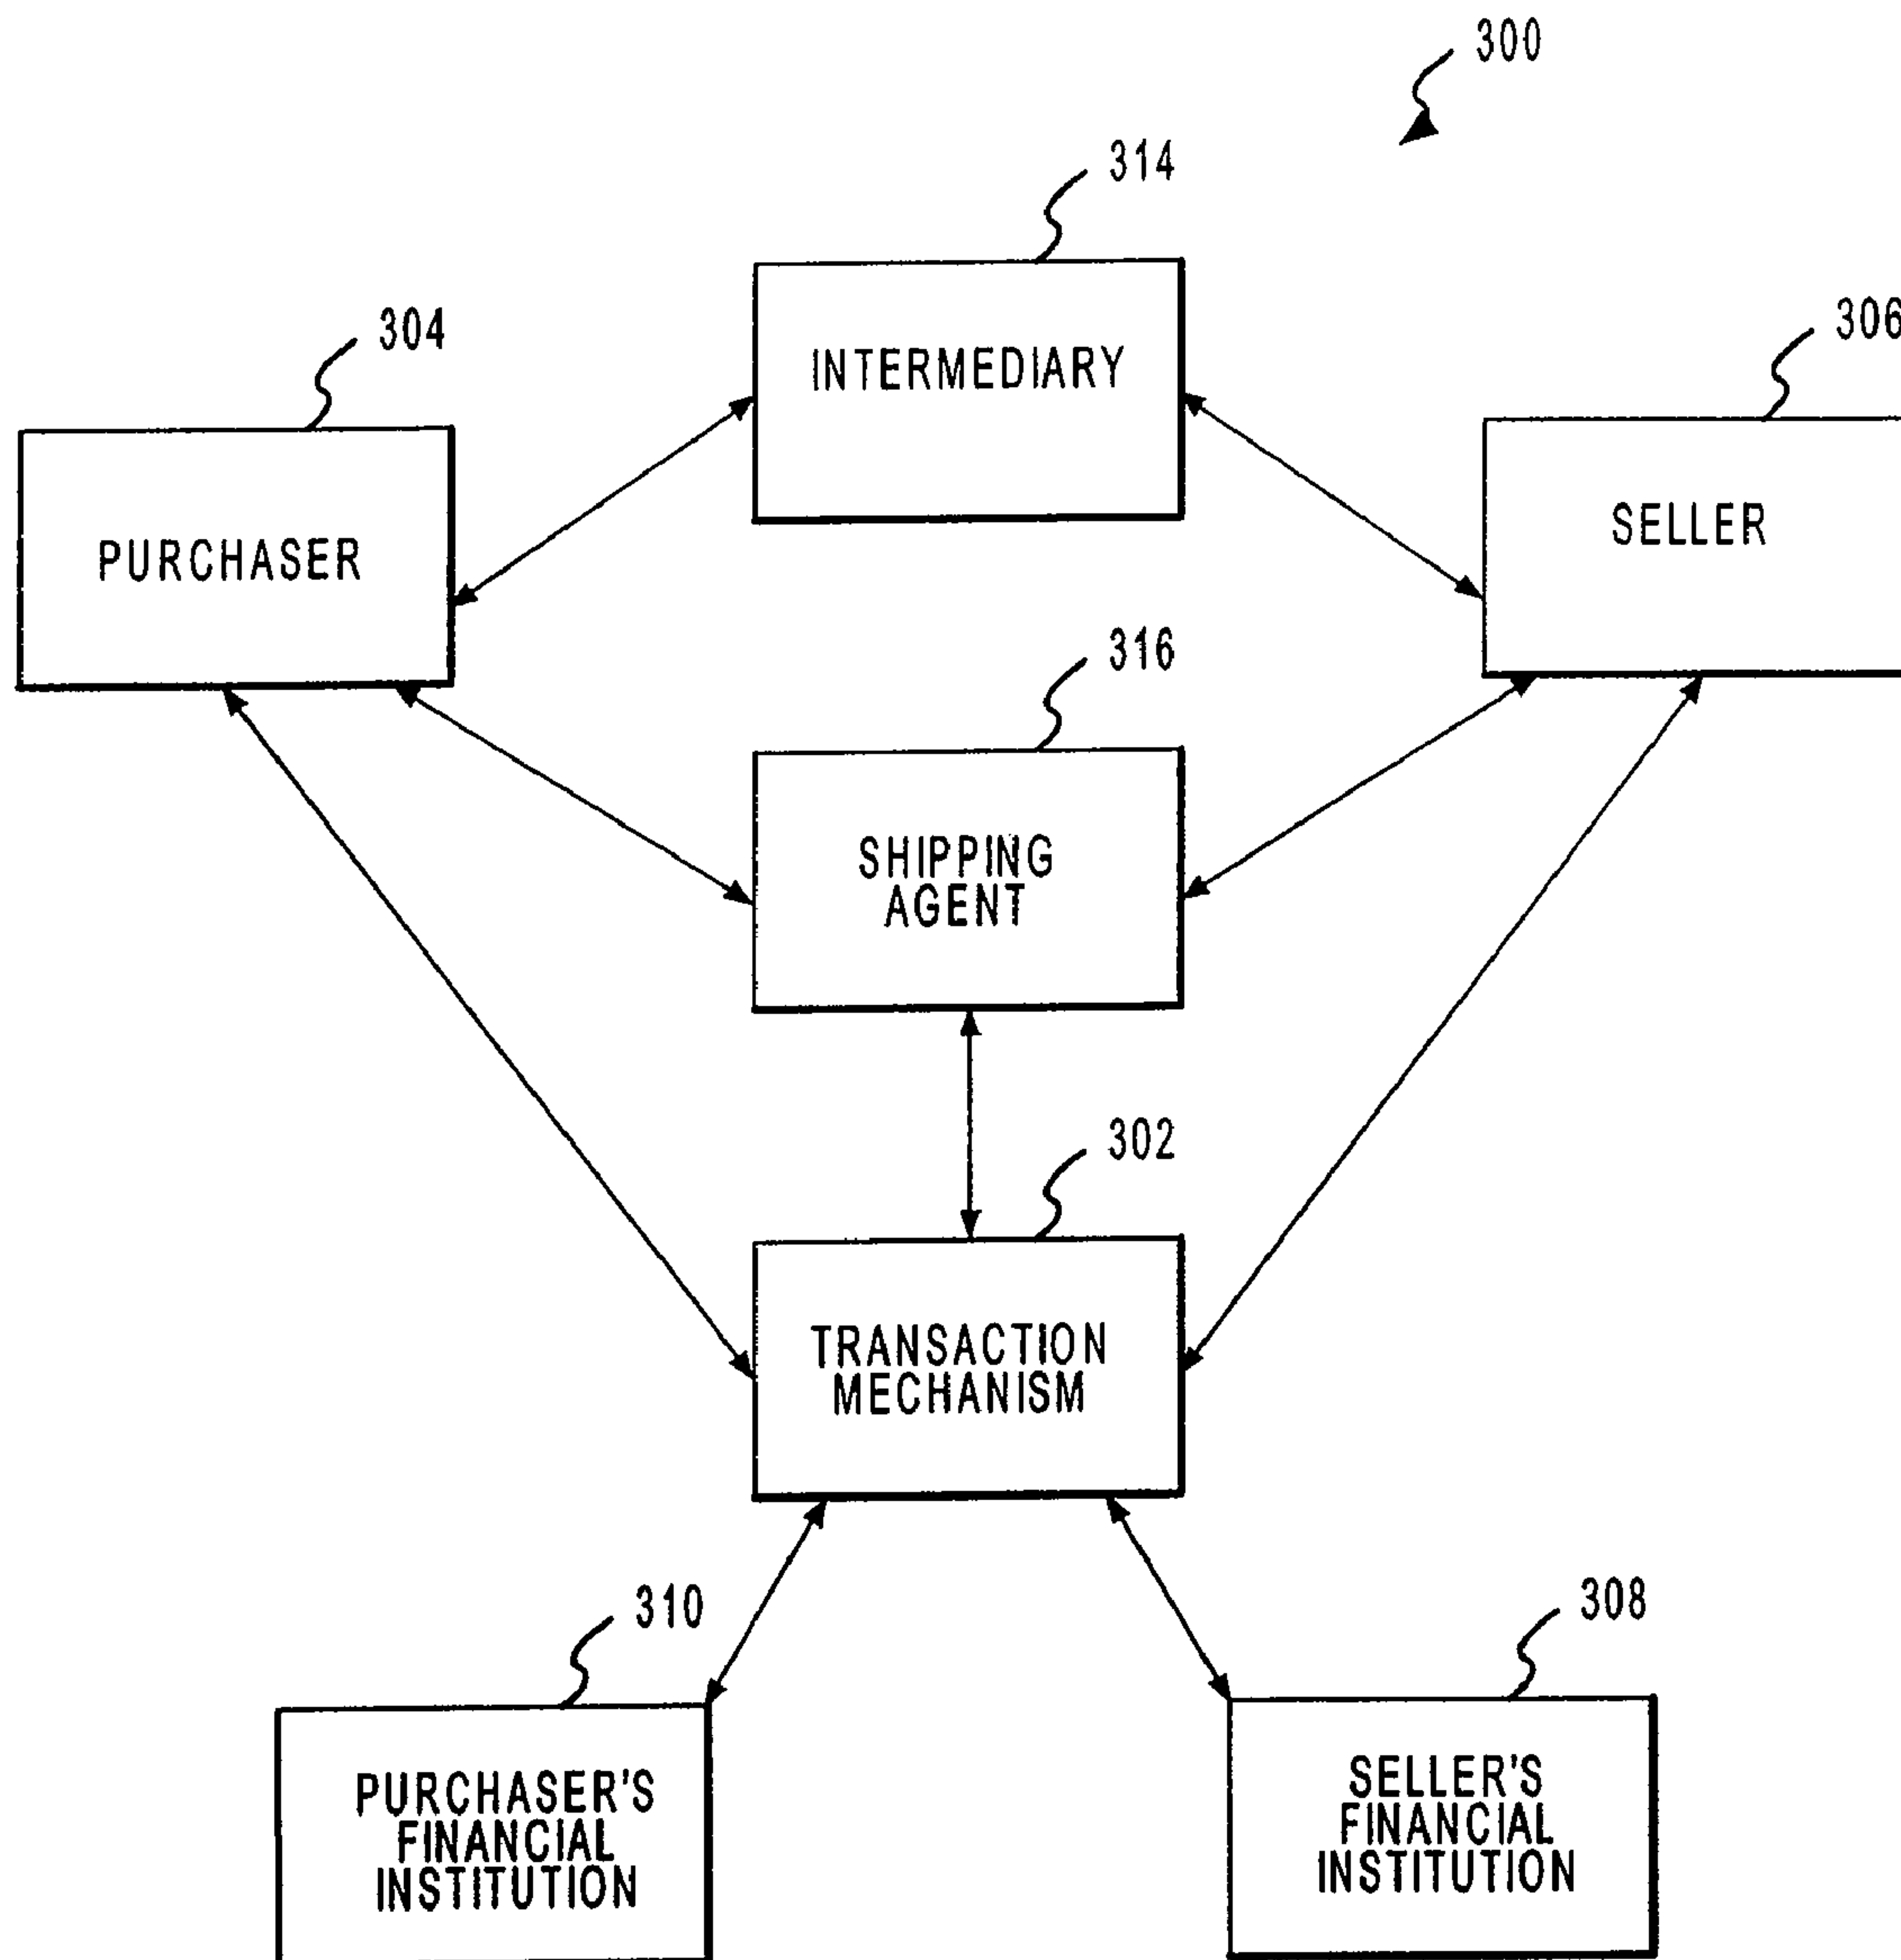 300
314
INTERMEDIARY
304
PURCHASER
306
SELLER
316
SHIPPING
AGENT
302
TRANSACTION
MECHANISM
310
PURCHASER'S
FINANCIAL
INSTITUTION
308
SELLER'S
FINANCIAL
INSTITUTION